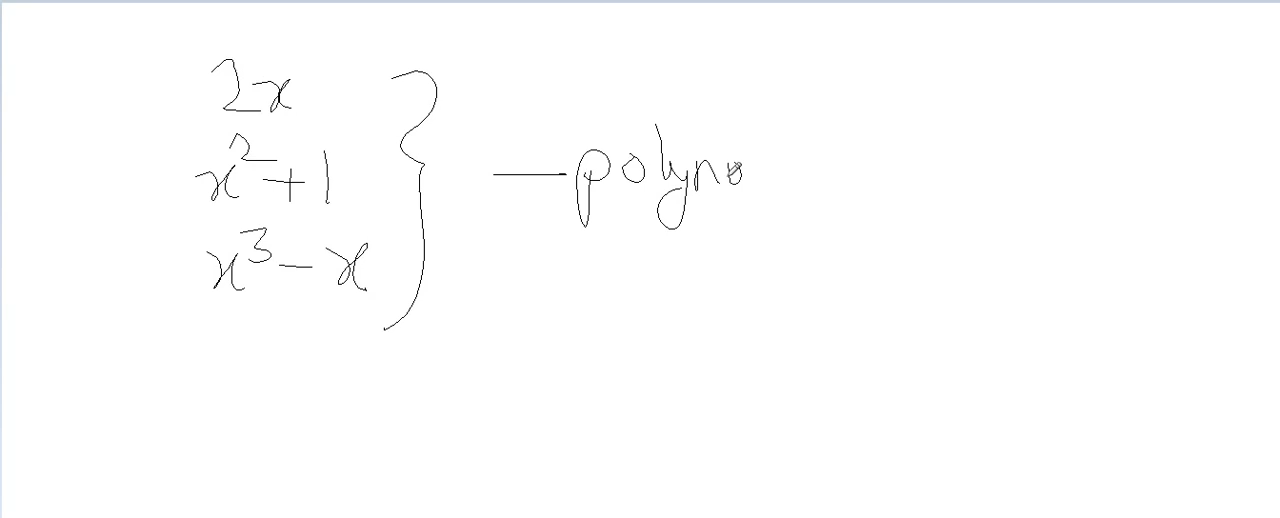 2x
x²+1
x³-x
} — polyno